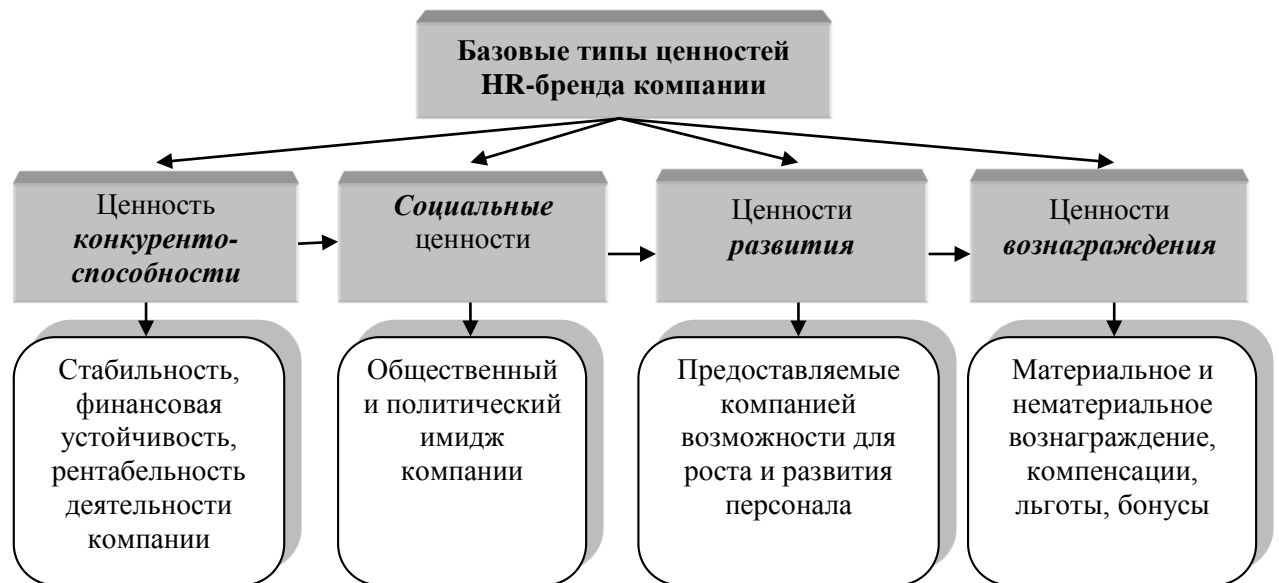 Базовые типы ценностей
HR-бренда компании
Ценность
конкуренто-
способности
Социальные
ценности
Ценности
развития
Ценности
вознаграждения
Стабильность,
финансовая
устойчивость,
рентабельность
деятельности
компании
Общественный
и политический
имидж
компании
Предоставляемые
компанией
возможности для
роста и развития
персонала
Материальное и
нематериальное
вознаграждение,
компенсации,
льготы, бонусы